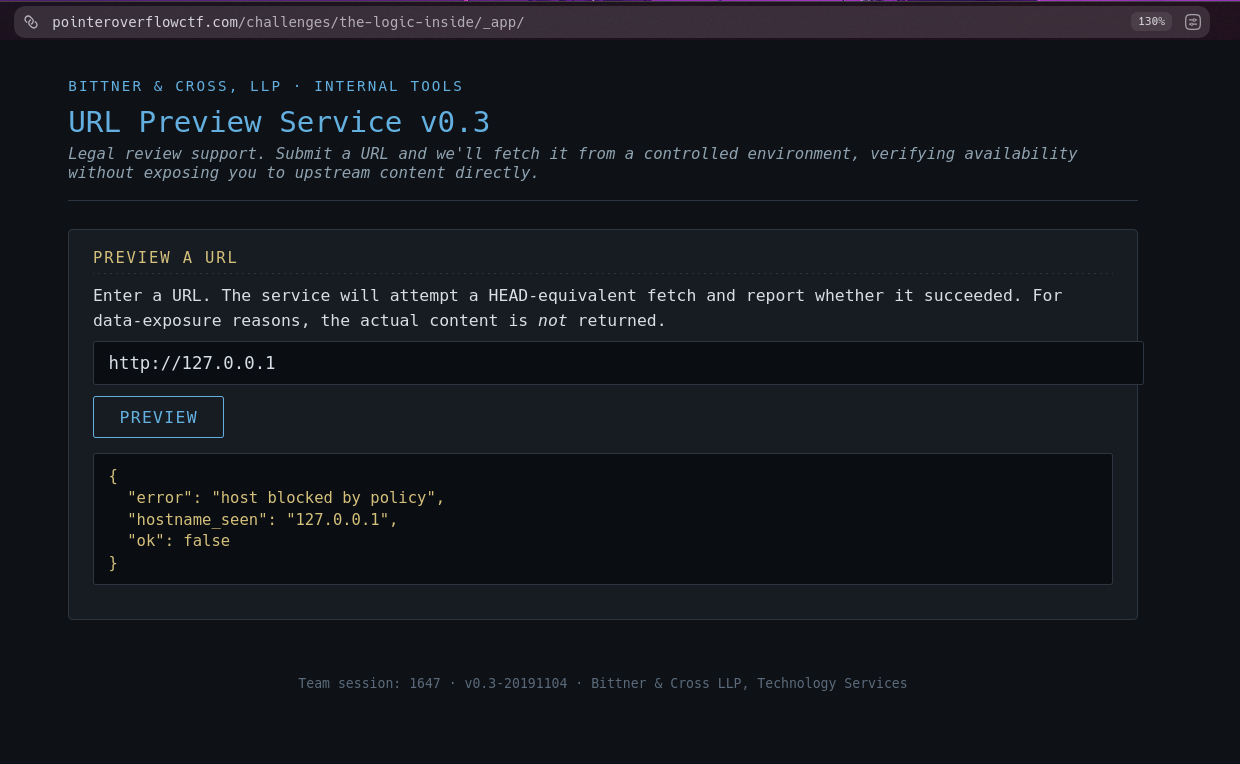 pointeroverflowctf.com/challenges/the-logic-inside/_app/
130%
BITTNER & CROSS, LLP · INTERNAL TOOLS
URL Preview Service v0.3
Legal review support. Submit a URL and we'll fetch it from a controlled environment, verifying availability
without exposing you to upstream content directly.
PREVIEW A URL
Enter a URL. The service will attempt a HEAD-equivalent fetch and report whether it succeeded. For
data-exposure reasons, the actual content is not returned.
http://127.0.0.1
PREVIEW
{
  "error": "host blocked by policy",
  "hostname_seen": "127.0.0.1",
  "ok": false
}
Team session: 1647 · v0.3-20191104 · Bittner & Cross LLP, Technology Services